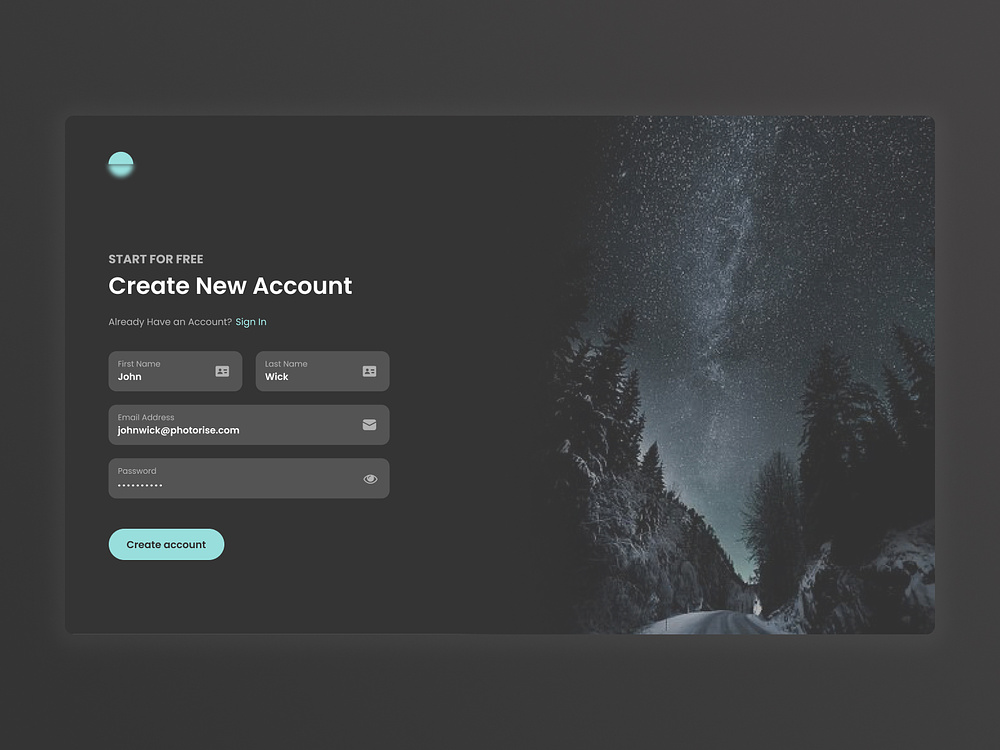 START FOR FREE
Create New Account
Already Have an Account? Sign In
First Name
John
Last Name
Wick
Email Address
johnwick@photorise.com
Password
••••••••••
Create account